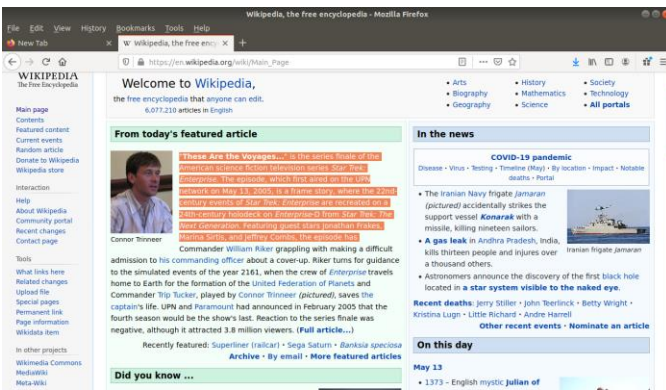 Wikipedia, the free encyclopedia - Mozilla Firefox
File Edit View History Bookmarks Tools Help
New Tab
Wikipedia, the free ency
https://en.wikipedia.org/wiki/Main_Page
WIKIPEDIA
The Free Encyclopedia
Main page
Contents
Featured content
Current events
Random article
Donate to Wikipedia
Wikipedia store
Interaction
Help
About Wikipedia
Community portal
Recent changes
Contact page
Tools
What links here
Related changes
Upload file
Special pages
Permanent link
Page information
Wikidata item
In other projects
Wikimedia Commons
MediaWiki
Meta-Wiki
Welcome to Wikipedia,
the free encyclopedia that anyone can edit.
6,077,210 articles in English
• Arts
• Biography
• Geography
• History
• Mathematics
• Science
• Society
• Technology
• All portals
From today's featured article
"These Are the Voyages..." is the series finale of the
American science fiction television series Star Trek:
Enterprise. The episode, which first aired on the UPN
network on May 13, 2005, is a frame story, where the 22nd-
century events of Star Trek: Enterprise are recreated on a
24th-century holodeck on Enterprise-D from Star Trek: The
Next Generation. Featuring guest stars Jonathan Frakes,
Marina Sirtis, and Jeffrey Combs, the episode has
Connor Trinneer
Commander William Riker grappling with making a difficult
admission to his commanding officer about a cover-up. Riker turns for guidance
to the simulated events of the year 2161, when the crew of Enterprise travels
home to Earth for the formation of the United Federation of Planets and
Commander Trip Tucker, played by Connor Trinneer (pictured), saves the
captain's life. UPN and Paramount had announced in February 2005 that the
fourth season would be the show's last. Reaction to the series finale was
negative, although it attracted 3.8 million viewers. (Full article...)
Recently featured: Superliner (railcar) • Sega Saturn • Banksia speciosa
Archive • By email • More featured articles
Did you know ...
In the news
COVID-19 pandemic
Disease • Virus • Testing • Timeline (May) • By location • Impact • Notable
deaths • Portal
• The Iranian Navy frigate Jamaran
(pictured) accidentally strikes the
support vessel Konarak with a
missile, killing nineteen sailors.
• A gas leak in Andhra Pradesh, India,
kills thirteen people and injures over
a thousand others.
Iranian frigate Jamaran
• Astronomers announce the discovery of the first black hole
located in a star system visible to the naked eye.
Recent deaths: Jerry Stiller • John Teerlinck • Betty Wright •
Kristina Lugn • Little Richard • Andre Harrell
Other recent events • Nominate an article
On this day
May 13
• 1373 – English mystic Julian of